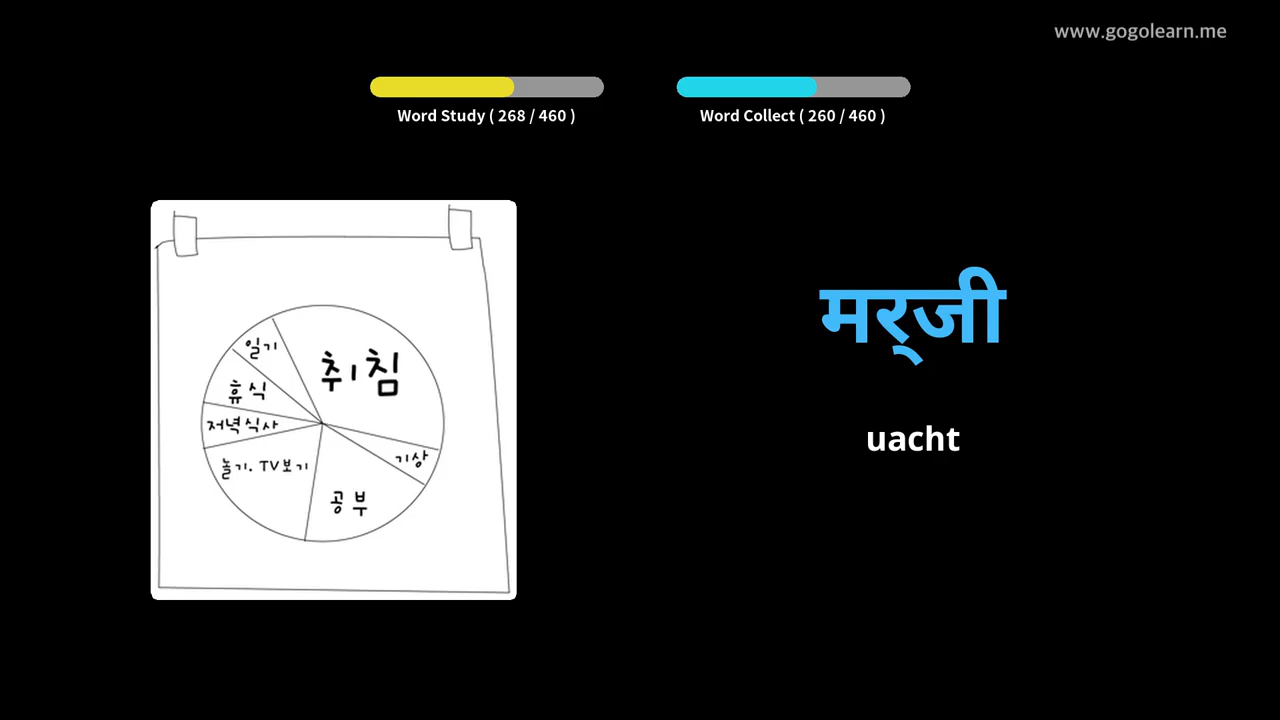 www.gogolearn.me
Word Study ( 268 / 460 )
Word Collect ( 260 / 460 )
일기
취침
휴식
저녁식사
기상
놀기. TV보기
공부
मर्‌जी
uacht